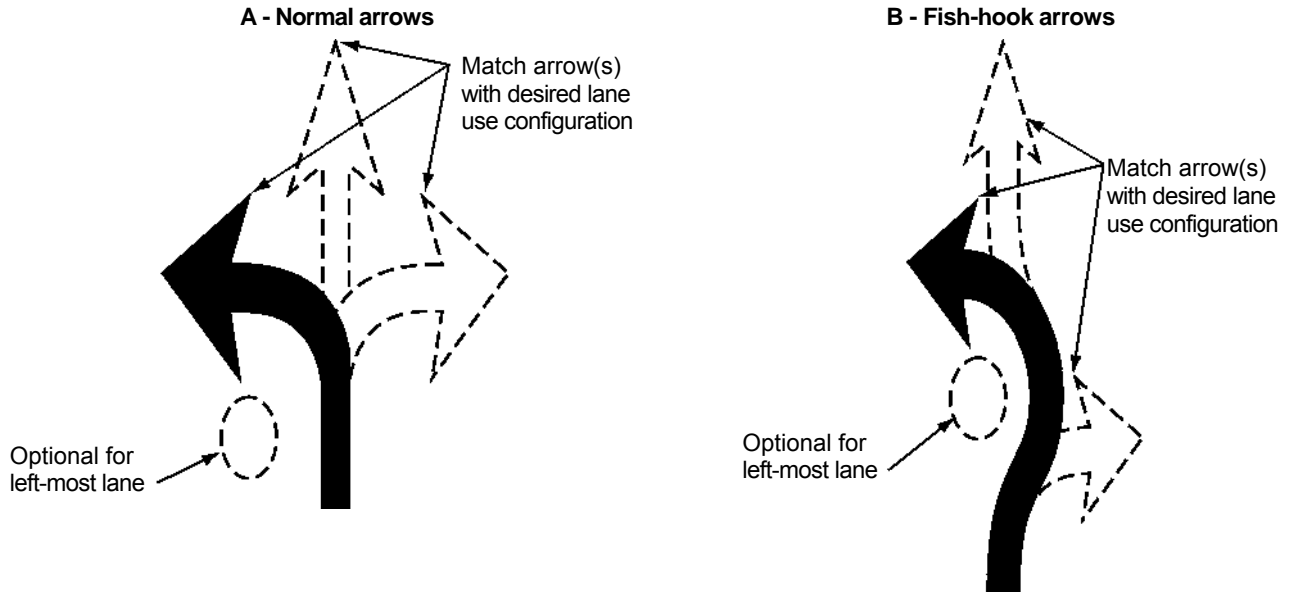 A - Normal arrows
Match arrow(s)
with desired lane
use configuration
Optional for
left-most lane
B - Fish-hook arrows
Match arrow(s)
with desired lane
use configuration
Optional for
left-most lane